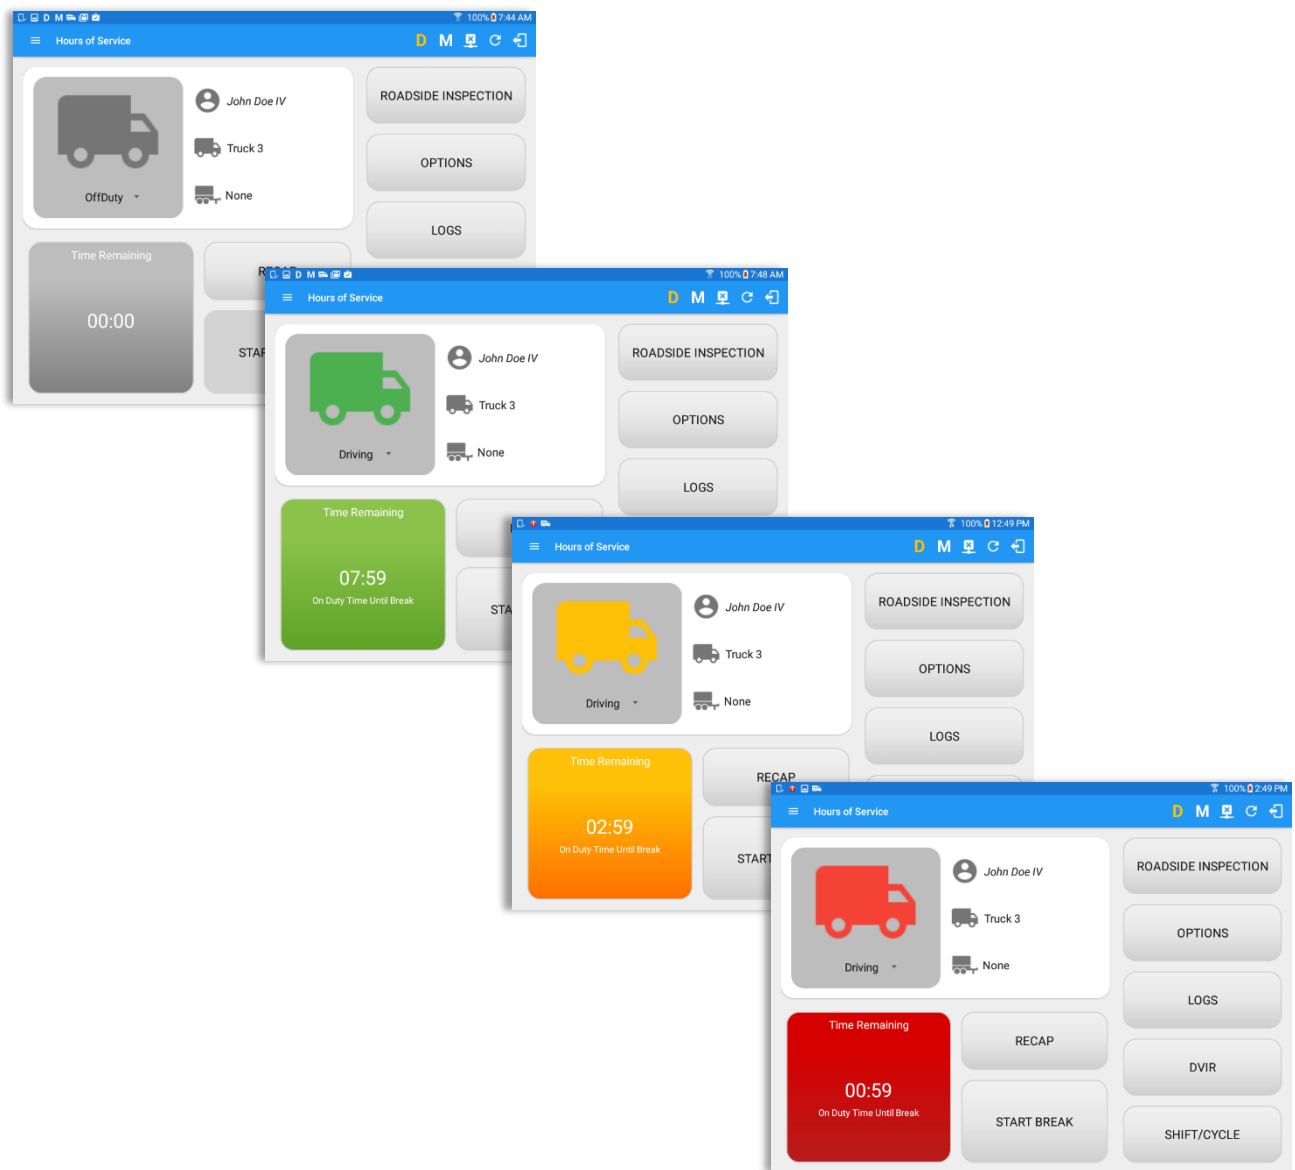 D M 100% 7:44 AM
Hours of Service D M
John Doe IV
Truck 3
None
OffDuty
ROADSIDE INSPECTION
OPTIONS
LOGS
Time Remaining
00:00
D M 100% 7:48 AM
Hours of Service D M
John Doe IV
Truck 3
None
Driving
ROADSIDE INSPECTION
OPTIONS
LOGS
Time Remaining
07:59
On Duty Time Until Break
100% 12:49 PM
Hours of Service D M
John Doe IV
Truck 3
None
Driving
ROADSIDE INSPECTION
OPTIONS
LOGS
Time Remaining
02:59
On Duty Time Until Break
RECAP
START
100% 2:49 PM
Hours of Service D M
John Doe IV
Truck 3
None
Driving
ROADSIDE INSPECTION
OPTIONS
LOGS
DVIR
SHIFT/CYCLE
Time Remaining
00:59
On Duty Time Until Break
RECAP
START BREAK